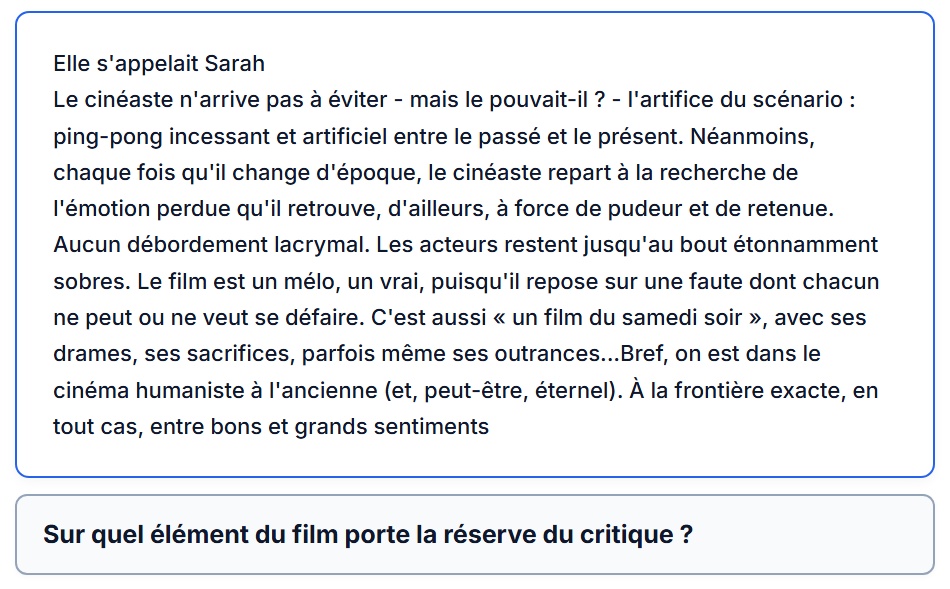 Elle s'appelait Sarah
Le cinéaste n'arrive pas à éviter - mais le pouvait-il ? - l'artifice du scénario :
ping-pong incessant et artificiel entre le passé et le présent. Néanmoins,
chaque fois qu'il change d'époque, le cinéaste repart à la recherche de
l'émotion perdue qu'il retrouve, d'ailleurs, à force de pudeur et de retenue.
Aucun débordement lacrymal. Les acteurs restent jusqu'au bout étonnamment
sobres. Le film est un mélo, un vrai, puisqu'il repose sur une faute dont chacun
ne peut ou ne veut se défaire. C'est aussi « un film du samedi soir », avec ses
drames, ses sacrifices, parfois même ses outrances...Bref, on est dans le
cinéma humaniste à l'ancienne (et, peut-être, éternel). À la frontière exacte, en
tout cas, entre bons et grands sentiments
Sur quel élément du film porte la réserve du critique ?